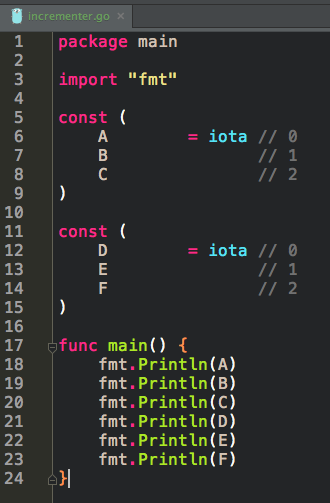 incrementer.go ×
1 package main
2
3 import "fmt"
4
5 const (
6     A        = iota // 0
7     B               // 1
8     C               // 2
9 )
10
11 const (
12     D        = iota // 0
13     E               // 1
14     F               // 2
15 )
16
17 func main() {
18     fmt.Println(A)
19     fmt.Println(B)
20     fmt.Println(C)
21     fmt.Println(D)
22     fmt.Println(E)
23     fmt.Println(F)
24 }